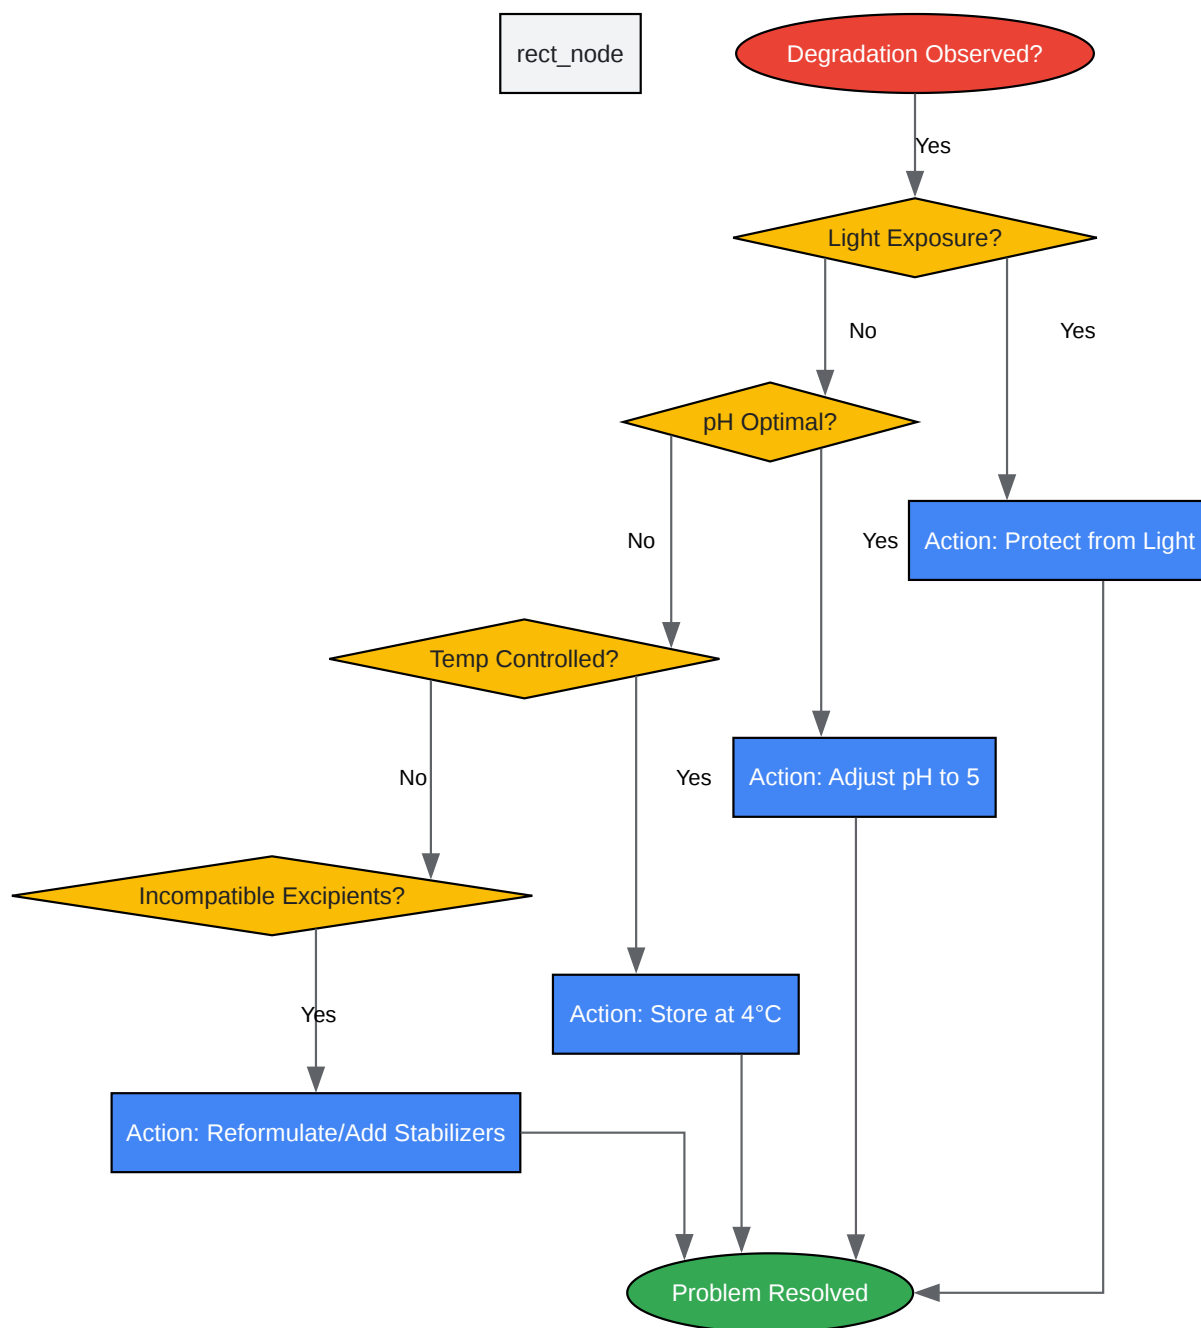 rect_node
Degradation Observed?
Yes
Light Exposure?
No
Yes
pH Optimal?
No
Yes
Action: Protect from Light
Temp Controlled?
No
Yes
Action: Adjust pH to 5
Incompatible Excipients?
Yes
Action: Store at 4°C
Action: Reformulate/Add Stabilizers
Problem Resolved